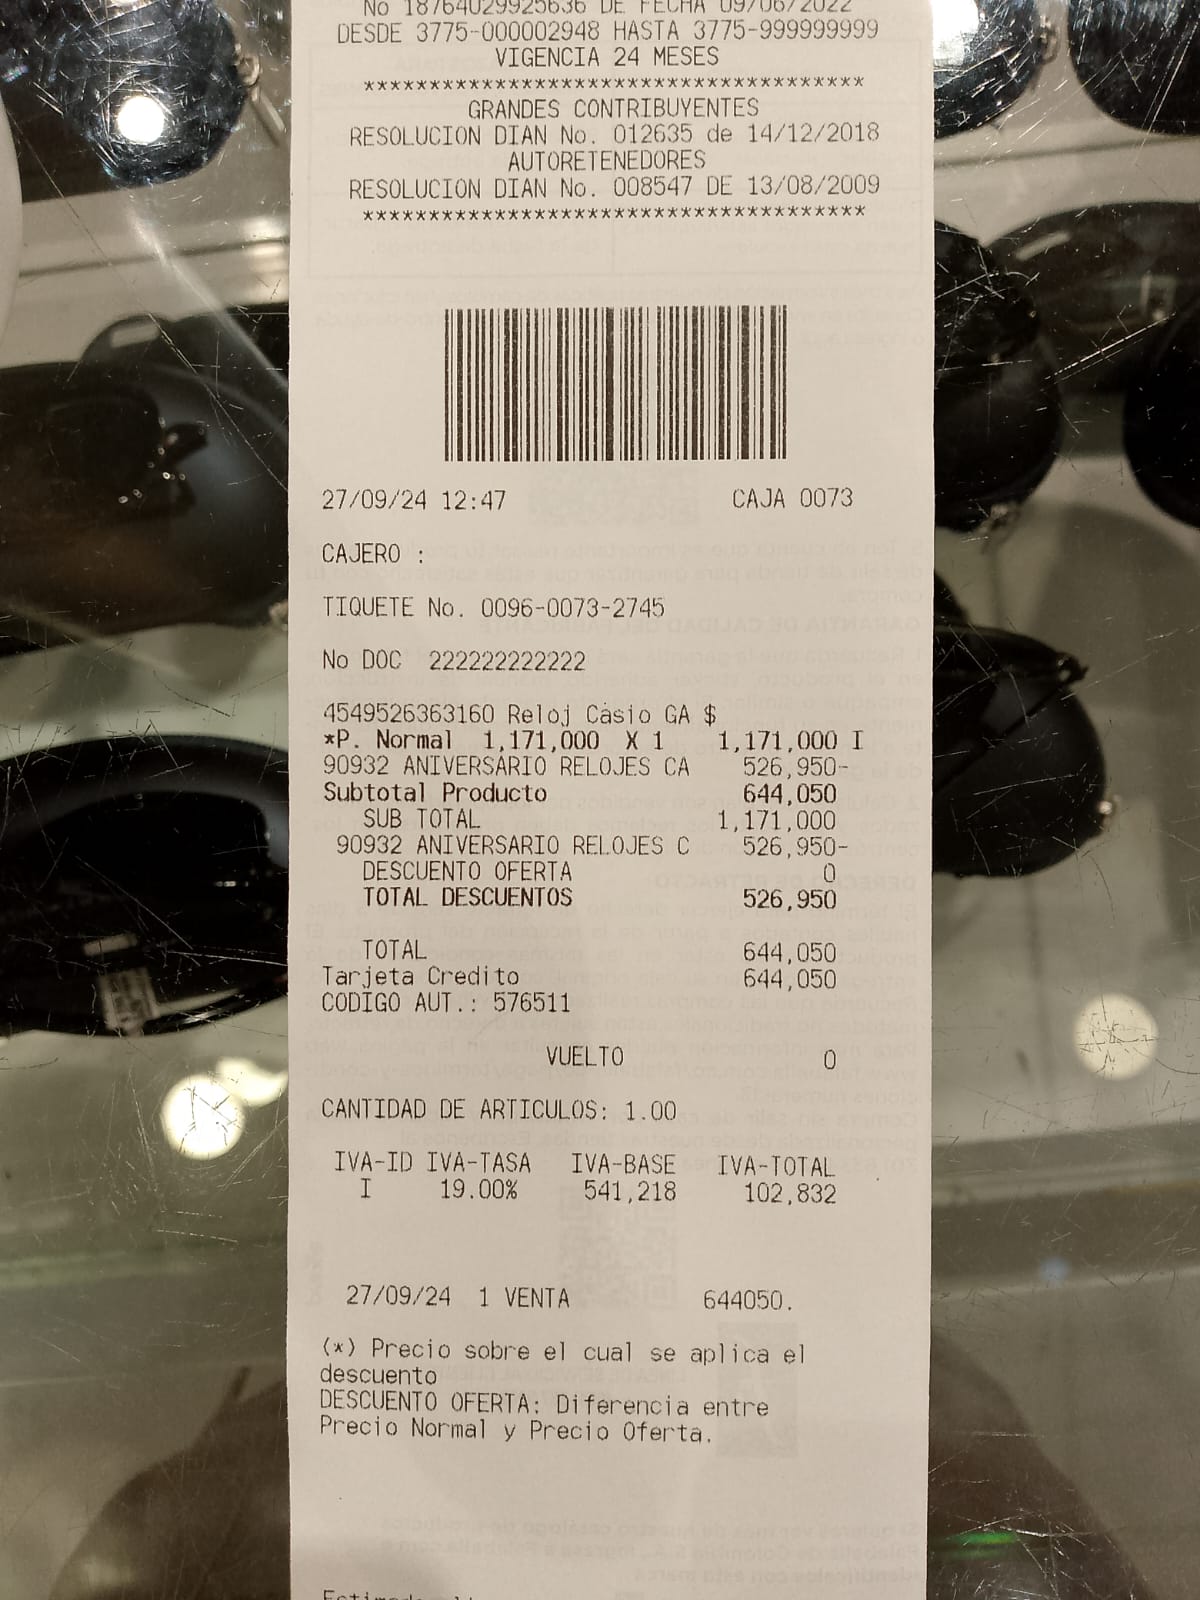 No 18764029925636 DE FECHA 09/06/2022
DESDE 3775-000002948 HASTA 3775-999999999
VIGENCIA 24 MESES
**************************************
GRANDES CONTRIBUYENTES
RESOLUCION DIAN No. 012635 de 14/12/2018
AUTORETENEDORES
RESOLUCION DIAN No. 008547 DE 13/08/2009
**************************************
27/09/24 12:47 CAJA 0073
CAJERO :
TIQUETE No. 0096-0073-2745
No DOC 222222222222
4549526363160 Reloj Casio GA $
*P. Normal 1,171,000 X 1 1,171,000 I
90932 ANIVERSARIO RELOJES CA 526,950-
Subtotal Producto 644,050
SUB TOTAL 1,171,000
90932 ANIVERSARIO RELOJES C 526,950-
DESCUENTO OFERTA 0
TOTAL DESCUENTOS 526,950
TOTAL 644,050
Tarjeta Credito 644,050
CODIGO AUT.: 576511
VUELTO 0
CANTIDAD DE ARTICULOS: 1.00
IVA-ID IVA-TASA IVA-BASE IVA-TOTAL
I 19.00% 541,218 102,832
27/09/24 1 VENTA 644050.
(*) Precio sobre el cual se aplica el
descuento
DESCUENTO OFERTA: Diferencia entre
Precio Normal y Precio Oferta.